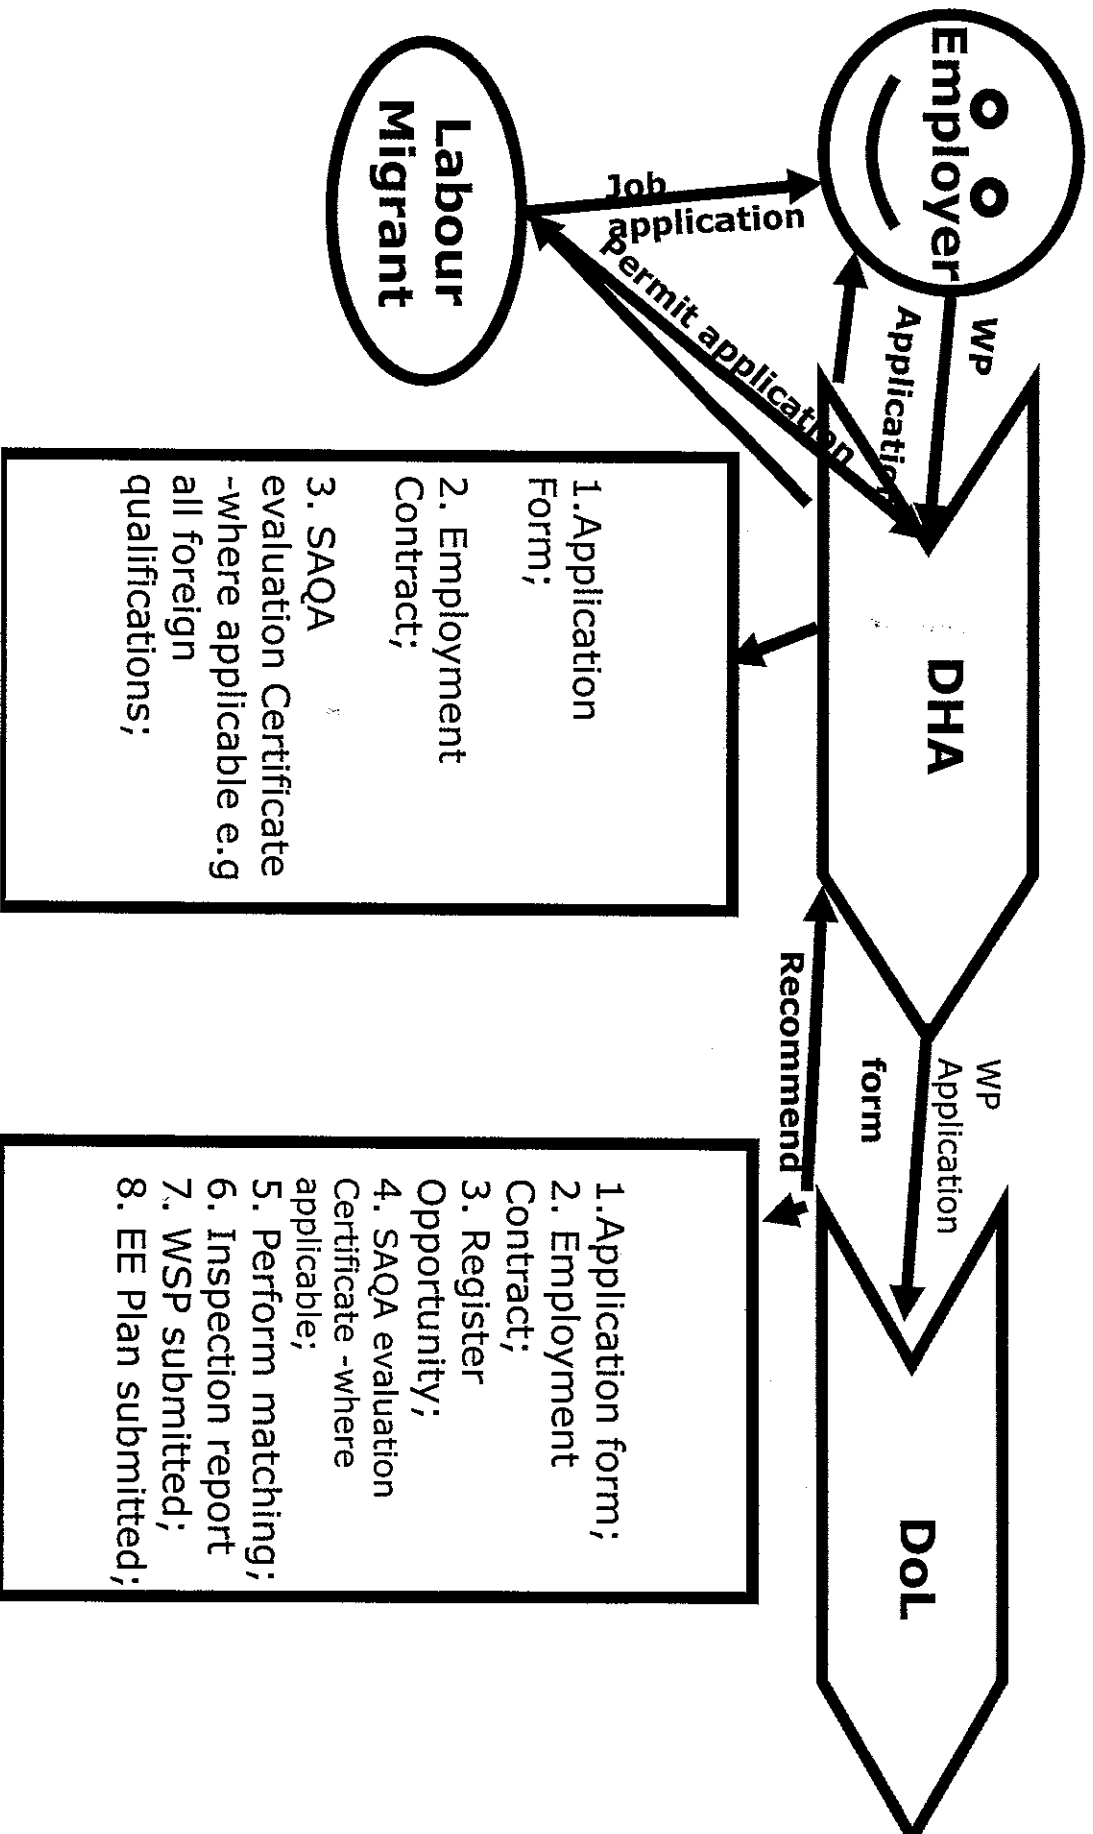 Employer
WP
Application
DHA
WP
Application
form
DoL
Job
application
Permit application
Recommend
Labour
Migrant
1.Application
Form;
2. Employment
Contract;
3. SAQA
evaluation Certificate
-where applicable e.g
all foreign
qualifications;
1.Application form;
2. Employment
Contract;
3. Register
Opportunity;
4. SAQA evaluation
Certificate -where
applicable;
5. Perform matching;
6. Inspection report
7. WSP submitted;
8. EE Plan submitted;